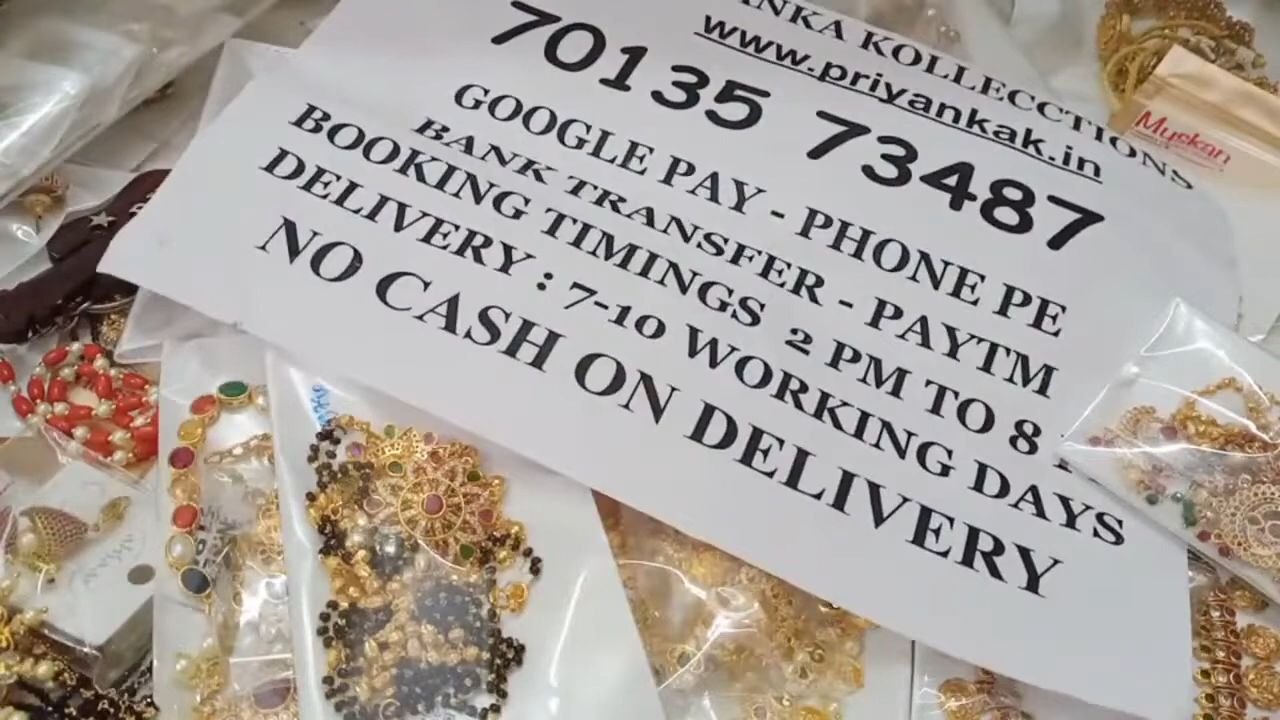 NKA KOLLECCTIONS
www.priyankak.in
70135 73487
GOOGLE PAY - PHONE PE
BANK TRANSFER - PAYTM
BOOKING TIMINGS 2 PM TO 8
DELIVERY : 7-10 WORKING DAYS
NO CASH ON DELIVERY
Muskan